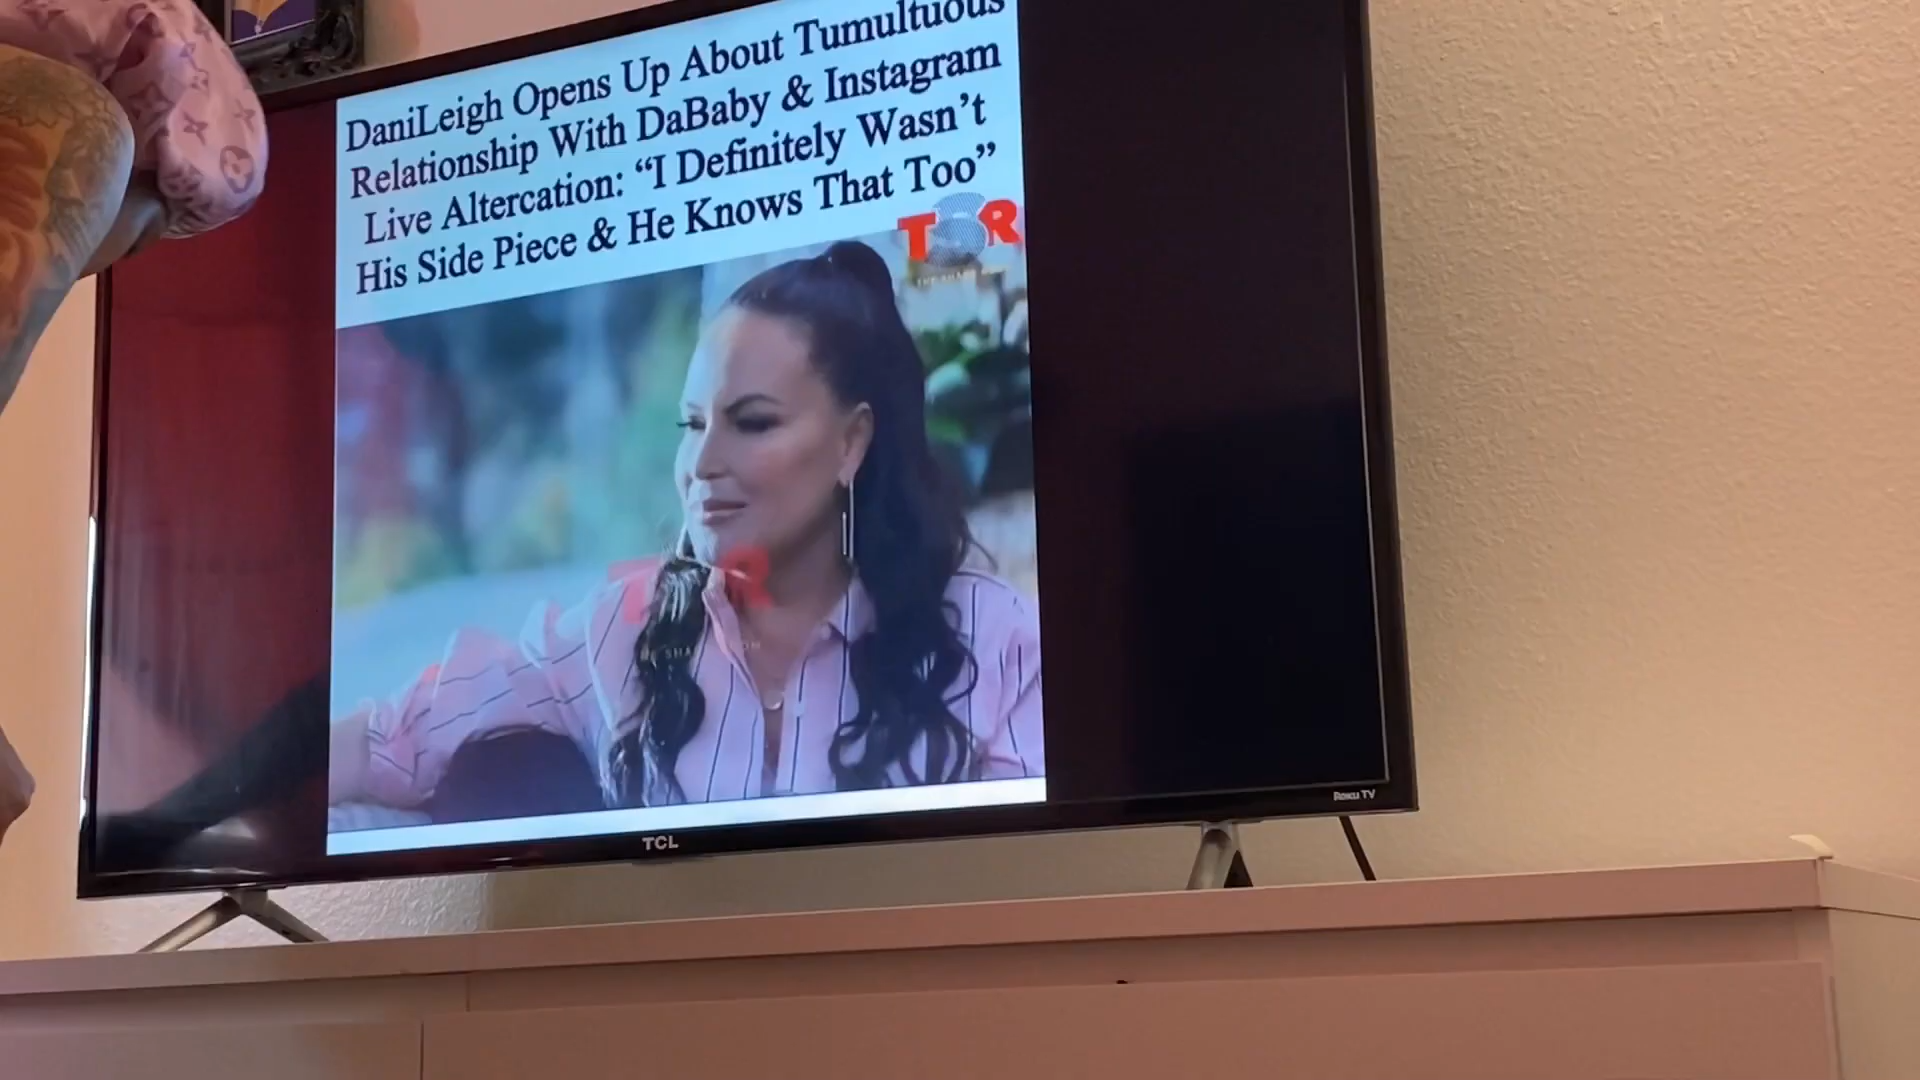 DaniLeigh Opens Up About Tumultuous
Relationship With DaBaby & Instagram
Live Altercation: “I Definitely Wasn’t
His Side Piece & He Knows That Too”
TSR
TCL
Roku TV